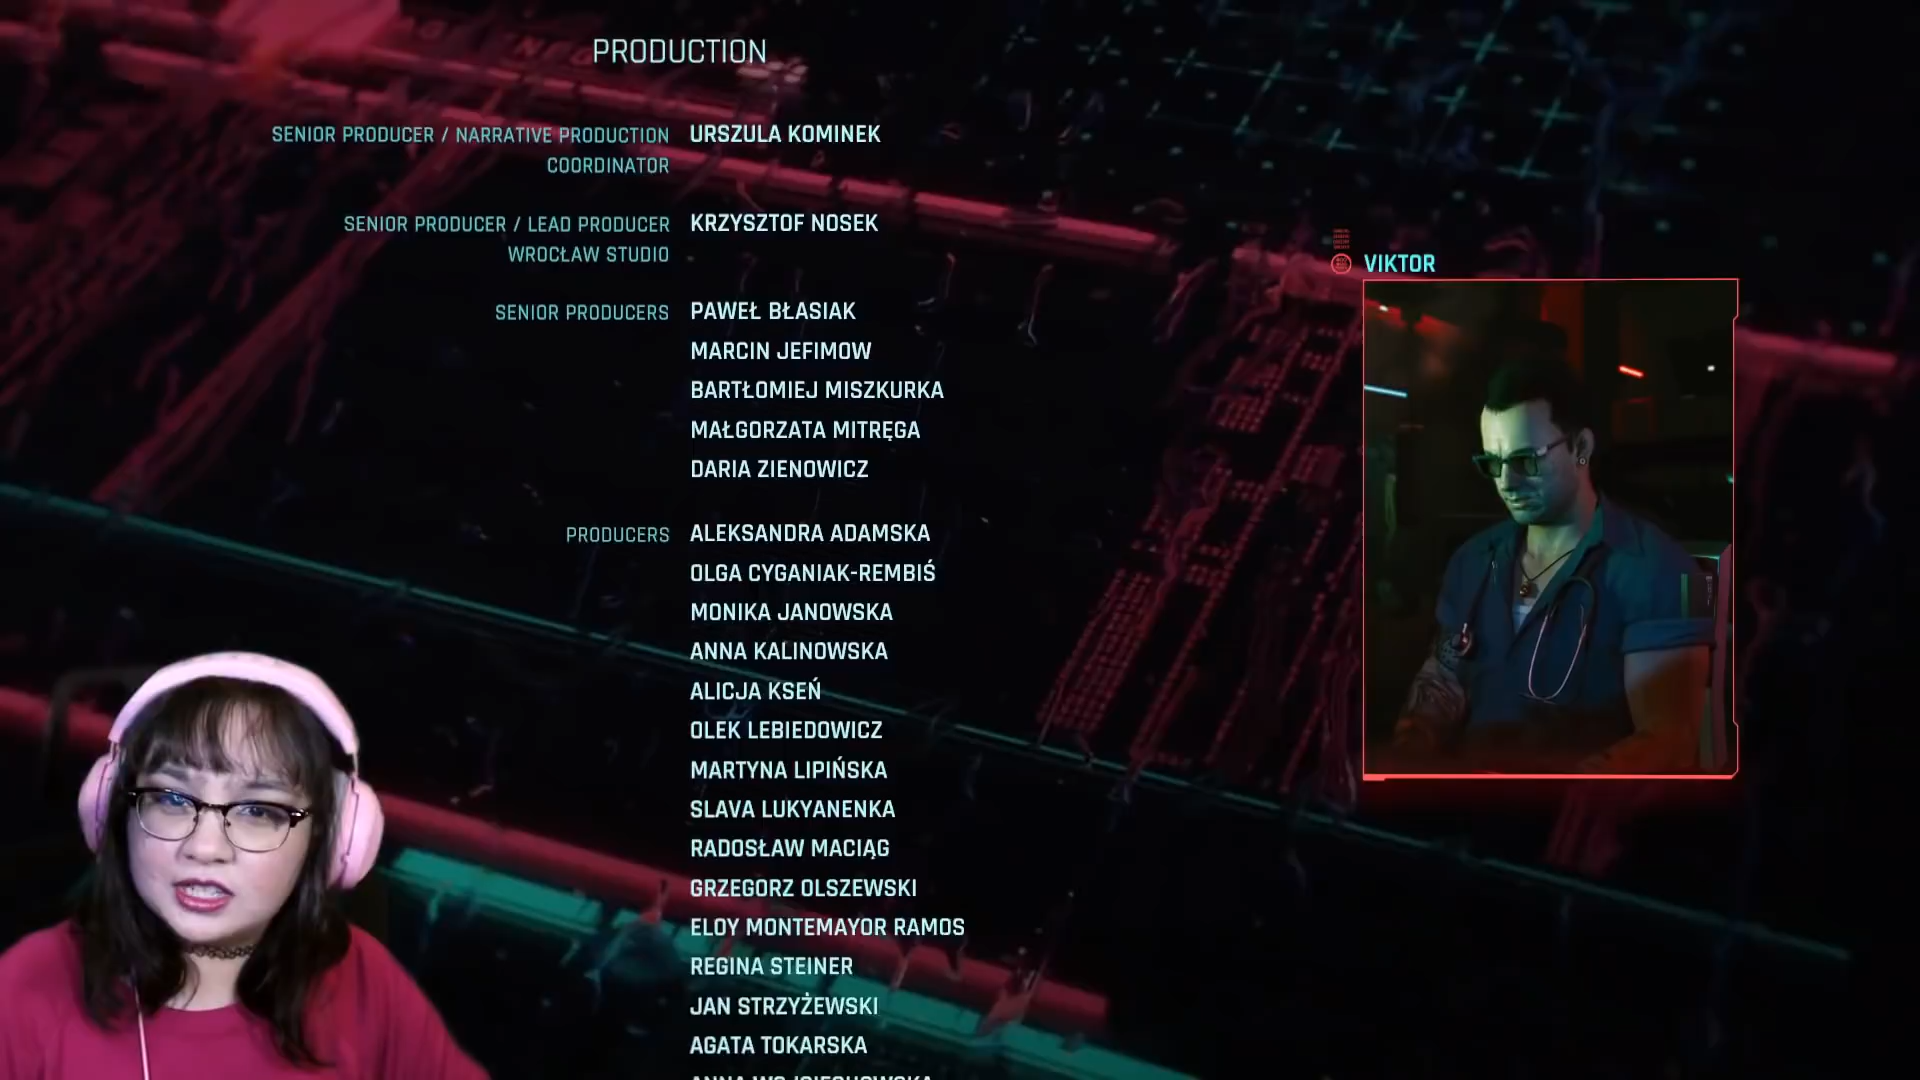 PRODUCTION
SENIOR PRODUCER / NARRATIVE PRODUCTION URSZULA KOMINEK
COORDINATOR
SENIOR PRODUCER / LEAD PRODUCER KRZYSZTOF NOSEK
WROCŁAW STUDIO
SENIOR PRODUCERS PAWEŁ BŁASIAK
MARCIN JEFIMOW
BARTŁOMIEJ MISZKURKA
MAŁGORZATA MITRĘGA
DARIA ZIENOWICZ
PRODUCERS ALEKSANDRA ADAMSKA
OLGA CYGANIAK-REMBIŚ
MONIKA JANOWSKA
ANNA KALINOWSKA
ALICJA KSEŃ
OLEK LEBIEDOWICZ
MARTYNA LIPIŃSKA
SLAVA LUKYANENKA
RADOSŁAW MACIĄG
GRZEGORZ OLSZEWSKI
ELOY MONTEMAYOR RAMOS
REGINA STEINER
JAN STRZYŻEWSKI
AGATA TOKARSKA
ANNA WOJCIECHOWSKA
VIKTOR